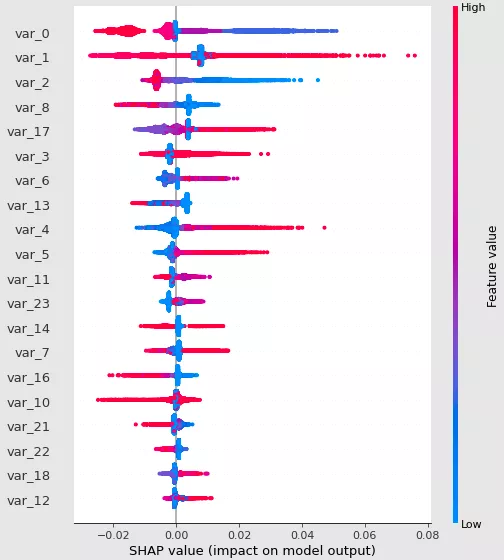 High
var_0
var_1
var_2
var_8
var_17
var_3
var_6
var_13
var_4
var_5
var_11
var_23
var_14
var_7
var_16
var_10
var_21
var_22
var_18
var_12
Feature value
Low
−0.02 0.00 0.02 0.04 0.06 0.08
SHAP value (impact on model output)